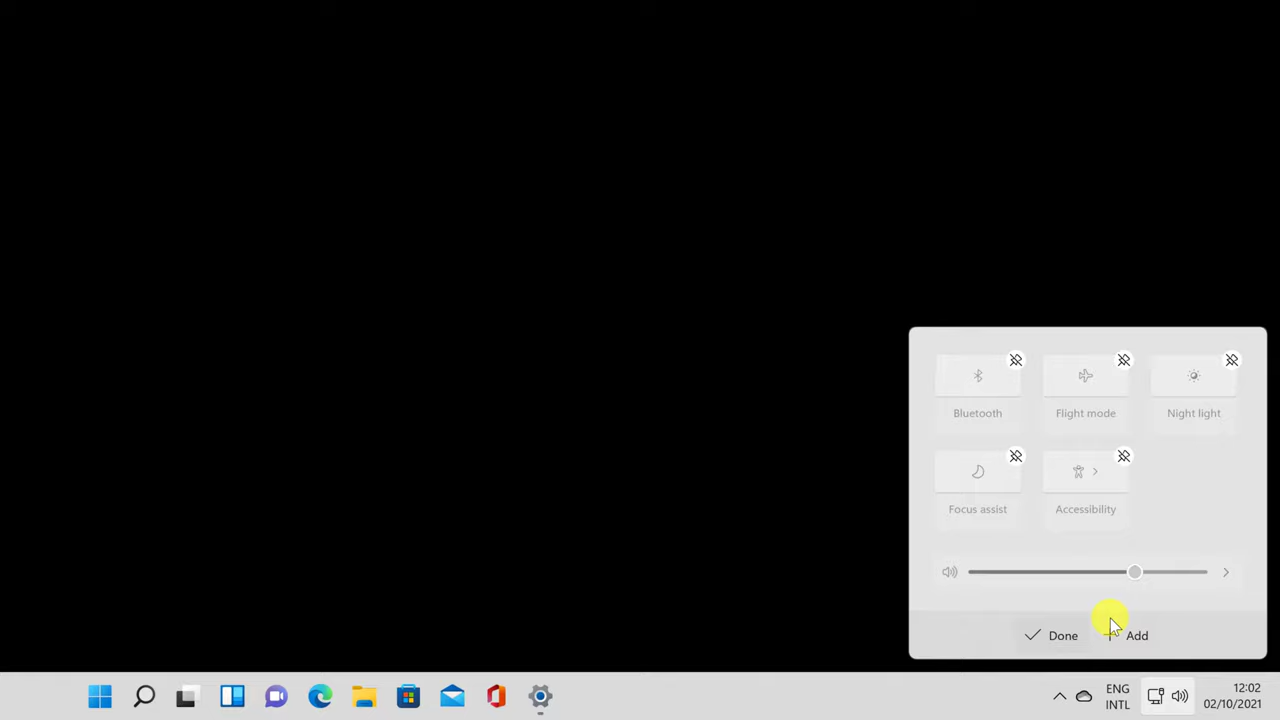 Bluetooth
Flight mode
Night light
Focus assist
Accessibility
Done
Add
ENG
INTL
12:02
02/10/2021